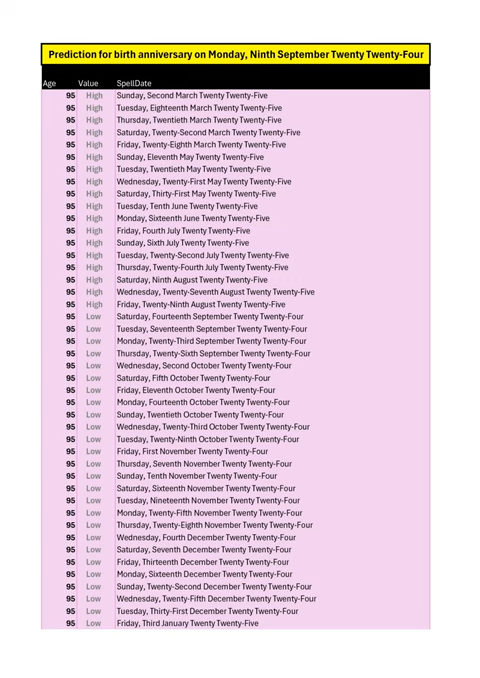 Prediction for birth anniversary on Monday, Ninth September Twenty Twenty-Four
Age Value SpellDate
95 High Sunday, Second March Twenty Twenty-Five
95 High Tuesday, Eighteenth March Twenty Twenty-Five
95 High Thursday, Twentieth March Twenty Twenty-Five
95 High Saturday, Twenty-Second March Twenty Twenty-Five
95 High Friday, Twenty-Eighth March Twenty Twenty-Five
95 High Sunday, Eleventh May Twenty Twenty-Five
95 High Tuesday, Twentieth May Twenty Twenty-Five
95 High Wednesday, Twenty-First May Twenty Twenty-Five
95 High Saturday, Thirty-First May Twenty Twenty-Five
95 High Tuesday, Tenth June Twenty Twenty-Five
95 High Monday, Sixteenth June Twenty Twenty-Five
95 High Friday, Fourth July Twenty Twenty-Five
95 High Sunday, Sixth July Twenty Twenty-Five
95 High Tuesday, Twenty-Second July Twenty Twenty-Five
95 High Thursday, Twenty-Fourth July Twenty Twenty-Five
95 High Saturday, Ninth August Twenty Twenty-Five
95 High Wednesday, Twenty-Seventh August Twenty Twenty-Five
95 High Friday, Twenty-Ninth August Twenty Twenty-Five
95 Low Saturday, Fourteenth September Twenty Twenty-Four
95 Low Tuesday, Seventeenth September Twenty Twenty-Four
95 Low Monday, Twenty-Third September Twenty Twenty-Four
95 Low Thursday, Twenty-Sixth September Twenty Twenty-Four
95 Low Wednesday, Second October Twenty Twenty-Four
95 Low Saturday, Fifth October Twenty Twenty-Four
95 Low Friday, Eleventh October Twenty Twenty-Four
95 Low Monday, Fourteenth October Twenty Twenty-Four
95 Low Sunday, Twentieth October Twenty Twenty-Four
95 Low Wednesday, Twenty-Third October Twenty Twenty-Four
95 Low Tuesday, Twenty-Ninth October Twenty Twenty-Four
95 Low Friday, First November Twenty Twenty-Four
95 Low Thursday, Seventh November Twenty Twenty-Four
95 Low Sunday, Tenth November Twenty Twenty-Four
95 Low Saturday, Sixteenth November Twenty Twenty-Four
95 Low Tuesday, Nineteenth November Twenty Twenty-Four
95 Low Monday, Twenty-Fifth November Twenty Twenty-Four
95 Low Thursday, Twenty-Eighth November Twenty Twenty-Four
95 Low Wednesday, Fourth December Twenty Twenty-Four
95 Low Saturday, Seventh December Twenty Twenty-Four
95 Low Friday, Thirteenth December Twenty Twenty-Four
95 Low Monday, Sixteenth December Twenty Twenty-Four
95 Low Sunday, Twenty-Second December Twenty Twenty-Four
95 Low Wednesday, Twenty-Fifth December Twenty Twenty-Four
95 Low Tuesday, Thirty-First December Twenty Twenty-Four
95 Low Friday, Third January Twenty Twenty-Five